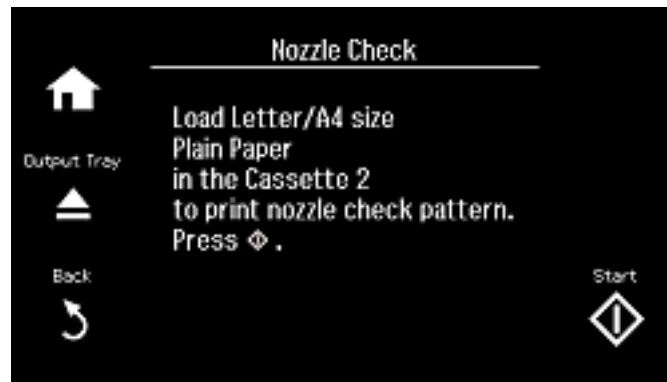 Nozzle Check
Load Letter/A4 size
Plain Paper
in the Cassette 2
to print nozzle check pattern.
Press .
Output Tray
Back
Start